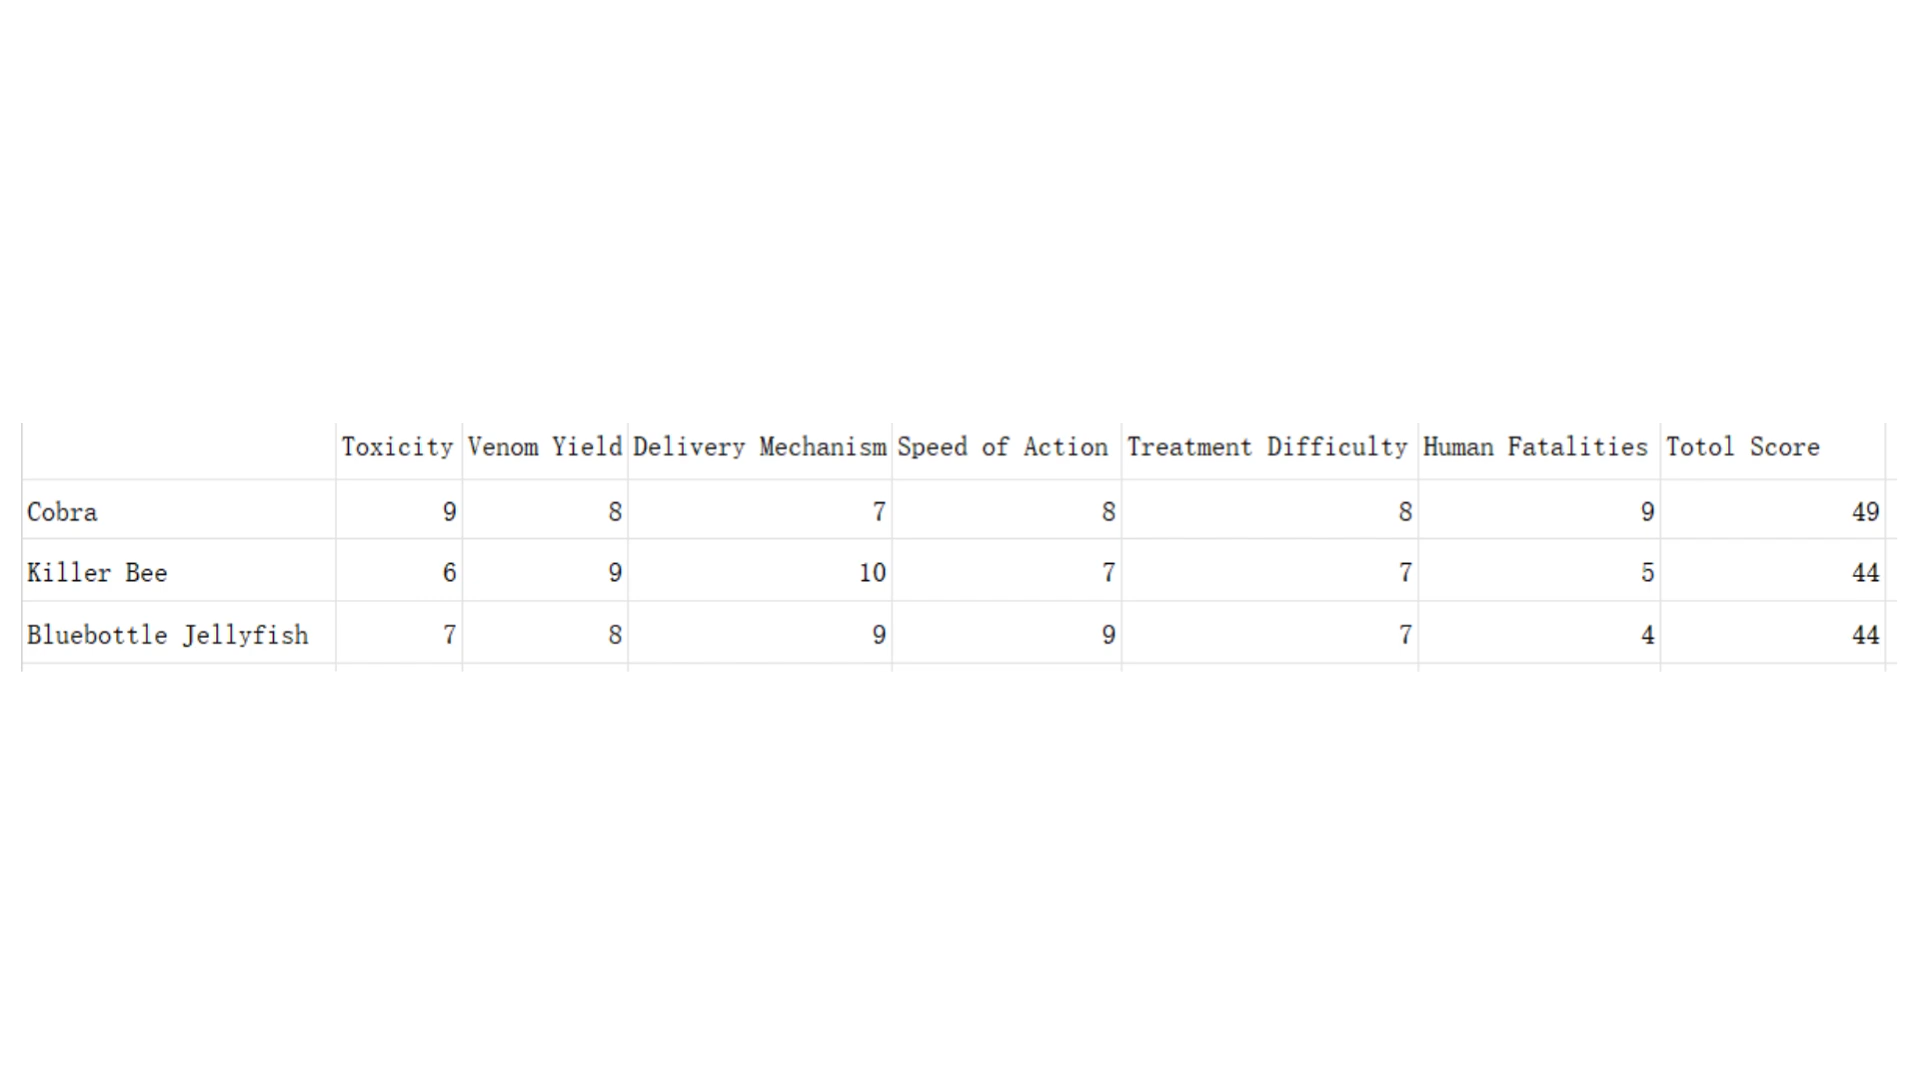 Toxicity Venom Yield Delivery Mechanism Speed of Action Treatment Difficulty Human Fatalities Totol Score
Cobra 9 8 7 8 8 9 49
Killer Bee 6 9 10 7 7 5 44
Bluebottle Jellyfish 7 8 9 9 7 4 44